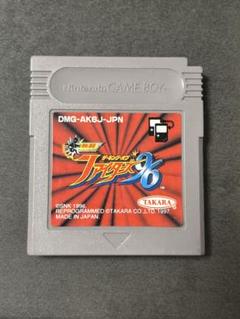 Nintendo GAME BOY
DMG-AK6J-JPN
熱闘
ザ・キング・オブ
ファイターズ'96
©SNK 1996.
REPROGRAMMED ©TAKARA CO.,LTD. 1997.
MADE IN JAPAN.
TAKARA